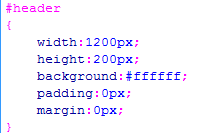 #header
{
width:1200px;
height:200px;
background:#ffffff;
padding:0px;
margin:0px;
}